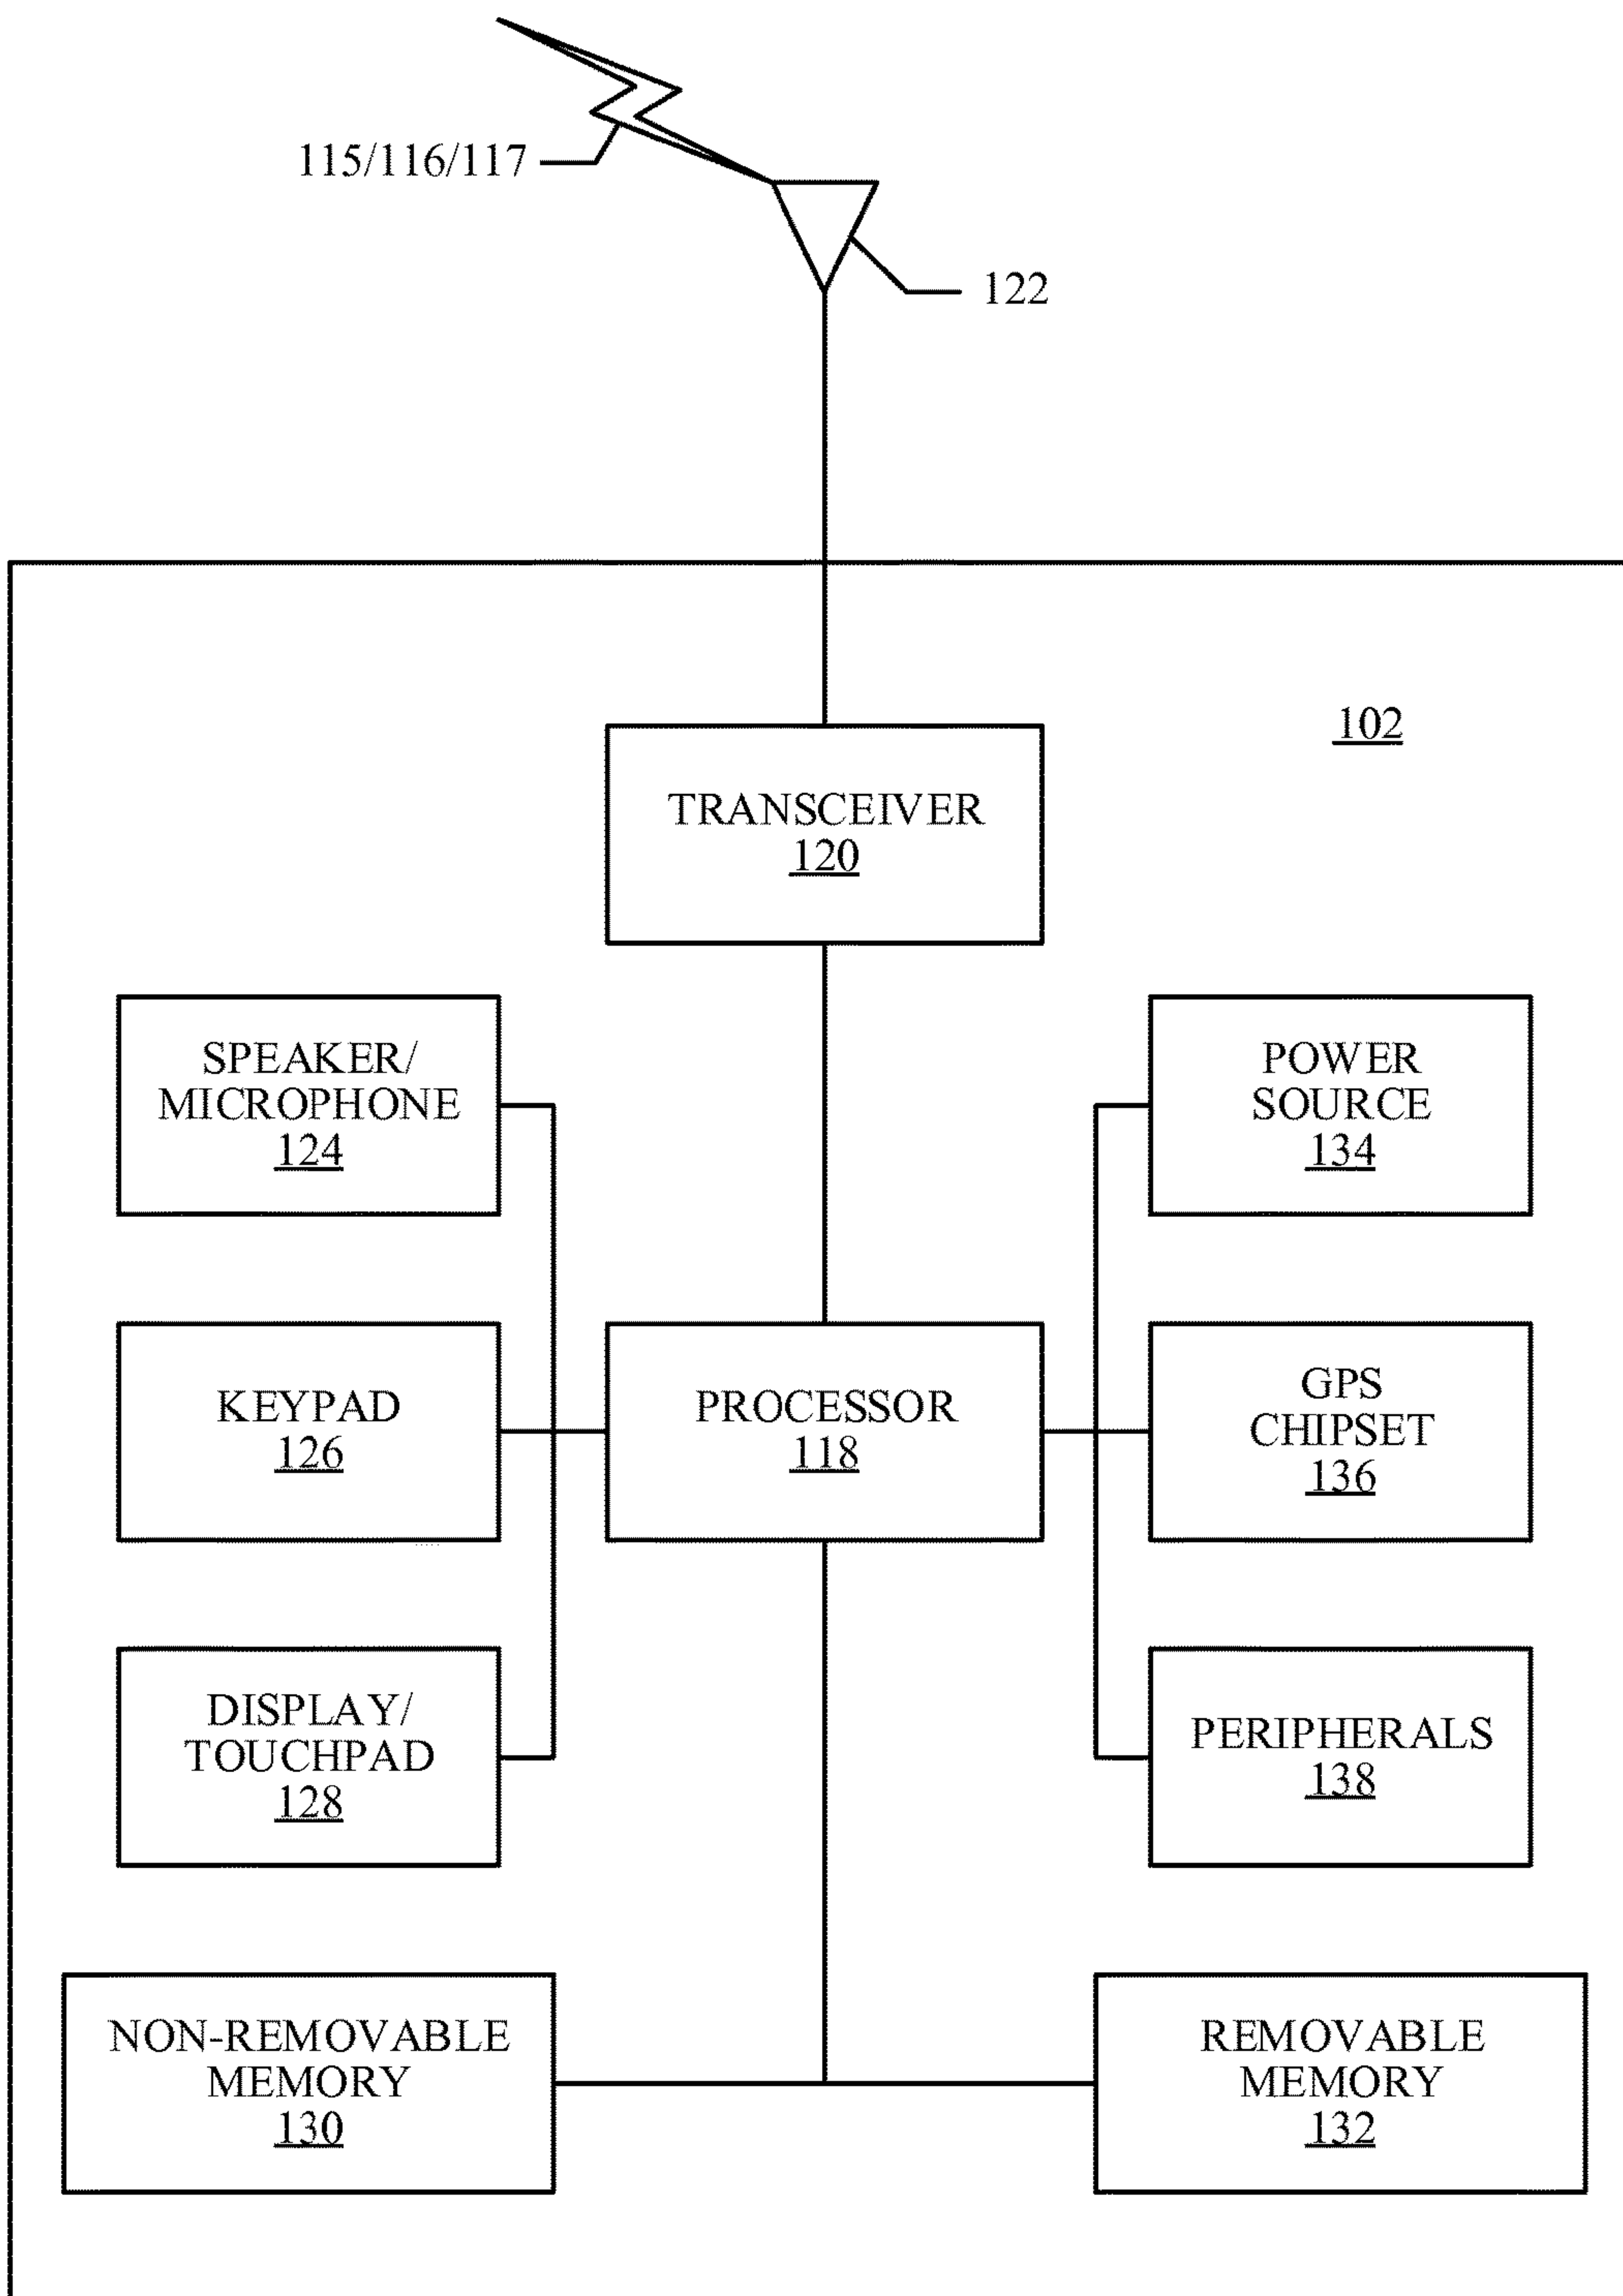 115/116/117
122
102
TRANSCEIVER
120
SPEAKER/
MICROPHONE
124
POWER
SOURCE
134
KEYPAD
126
PROCESSOR
118
GPS
CHIPSET
136
DISPLAY/
TOUCHPAD
128
PERIPHERALS
138
NON-REMOVABLE
MEMORY
130
REMOVABLE
MEMORY
132